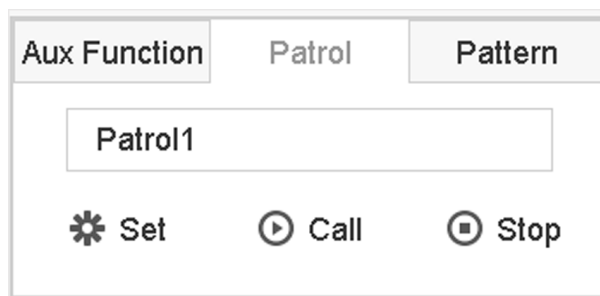 Aux Function Patrol Pattern
Patrol1
Set Call Stop